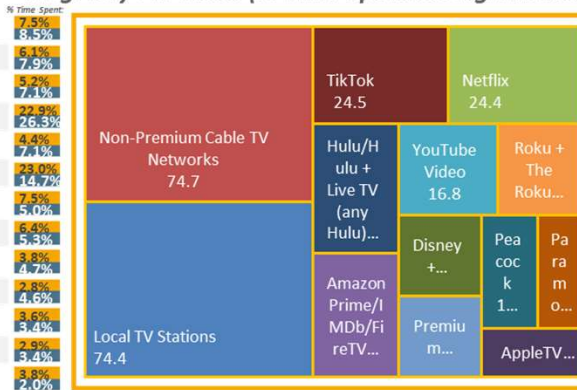 % Time Spent:
7.5%
8.5%
6.1%
7.9%
5.2%
7.1%
22.9%
26.3%
4.4%
7.1%
23.0%
14.7%
7.5%
5.0%
6.4%
5.3%
3.8%
4.7%
2.8%
4.6%
3.6%
3.4%
2.9%
3.4%
3.8%
2.0%
Non-Premium Cable TV
Networks
74.7
Local TV Stations
74.4
TikTok
24.5
Netflix
24.4
Hulu/H
ulu +
Live TV
(any
Hulu)...
YouTube
Video
16.8
Roku +
The
Roku...
Amazon
Prime/I
MDb/Fi
reTV...
Disney
+...
Premiu
m...
Pea
coc
k
1...
Pa
ra
m
o...
AppleTV...